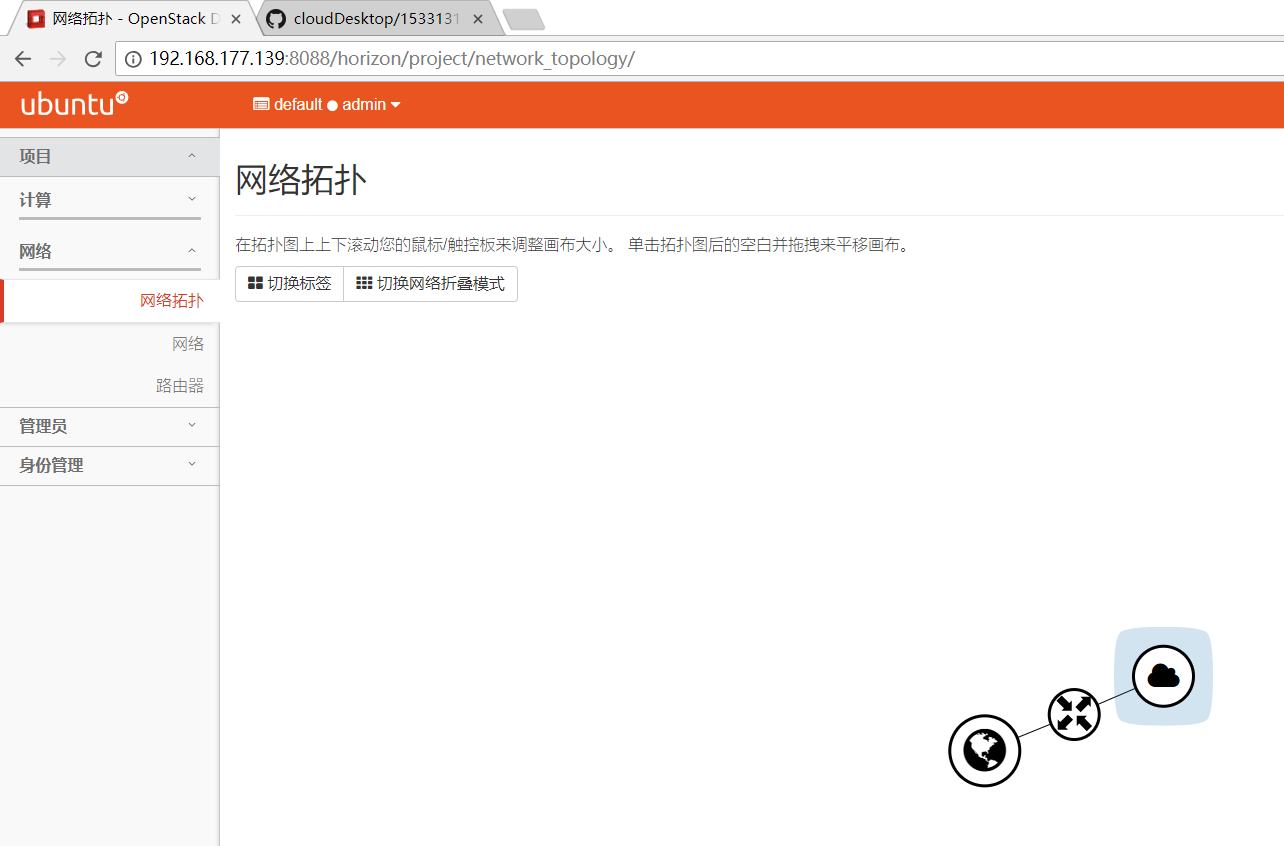 网络拓扑 - OpenStack D
cloudDesktop/1533131
192.168.177.139:8088/horizon/project/network_topology/
ubuntu
default admin
项目
计算
网络
网络拓扑
网络
路由器
管理员
身份管理
网络拓扑
在拓扑图上上下滚动您的鼠标/触控板来调整画布大小。 单击拓扑图后的空白并拖拽来平移画布。
切换标签 切换网络折叠模式